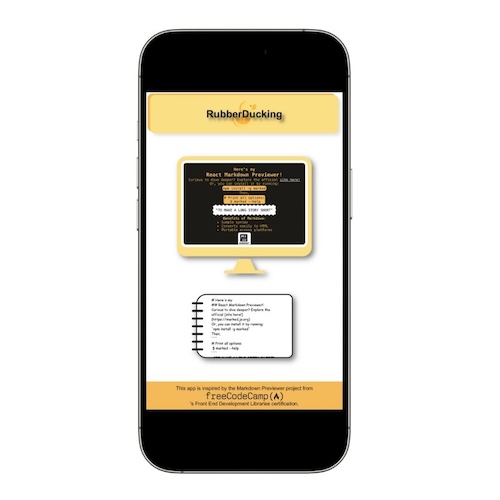 RubberDucking
Here's my
React Markdown Previewer!
Curious to dive deeper? Explore the official [site here]
Or, you can install it by running:
npm install -g marked
Then,
# Print all options:
$ marked --help
"TO MAKE A LONG STORY SHORT"
Benefits of Markdown:
Simple syntax
Converts easily to HTML
Portable across platforms
# Here's my
## React Markdown Previewer!
Curious to dive deeper? Explore the
official [site here]
(https://marked.js.org)
Or, you can install it by running:
`npm install -g marked`
Then,
```
# Print all options:
$ marked --help
```
This app is inspired by the Markdown Previewer project from
freeCodeCamp
's Front End Development Libraries certification.